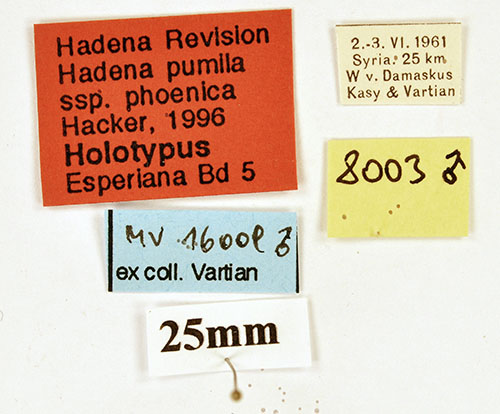 Hadena Revision
Hadena pumila
ssp. phoenica
Hacker, 1996
Holotypus
Esperiana Bd 5
2.-3. VI. 1961
Syria. 25 km
W v. Damaskus
Kasy & Vartian
8003 ♂
MV ♂
ex coll. Vartian
25mm